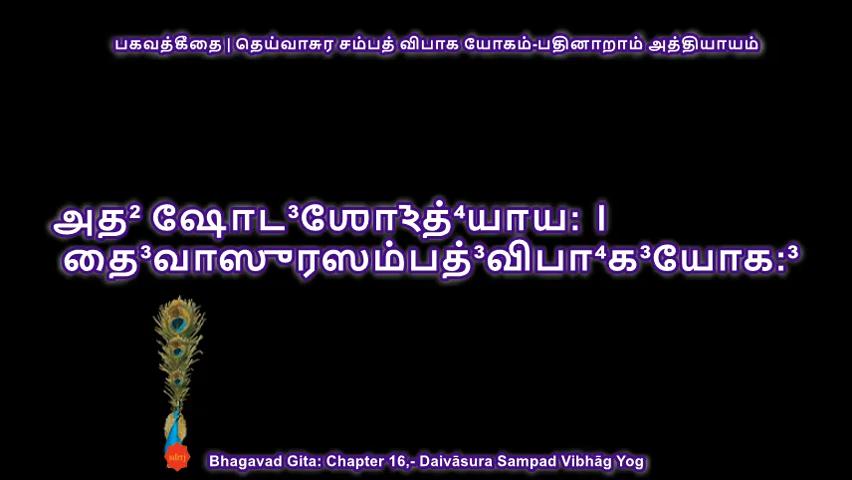 பகவத்கீதை | தெய்வாசுர சம்பத் விபாக யோகம்-பதினாறாம் அத்தியாயம்
அத² ஷோட³ஶோऽத்⁴யாய: |
தை³வாஸுரஸம்பத்³விபா⁴க³யோக:³
Bhagavad Gita: Chapter 16,- Daivāsura Sampad Vibhāg Yog